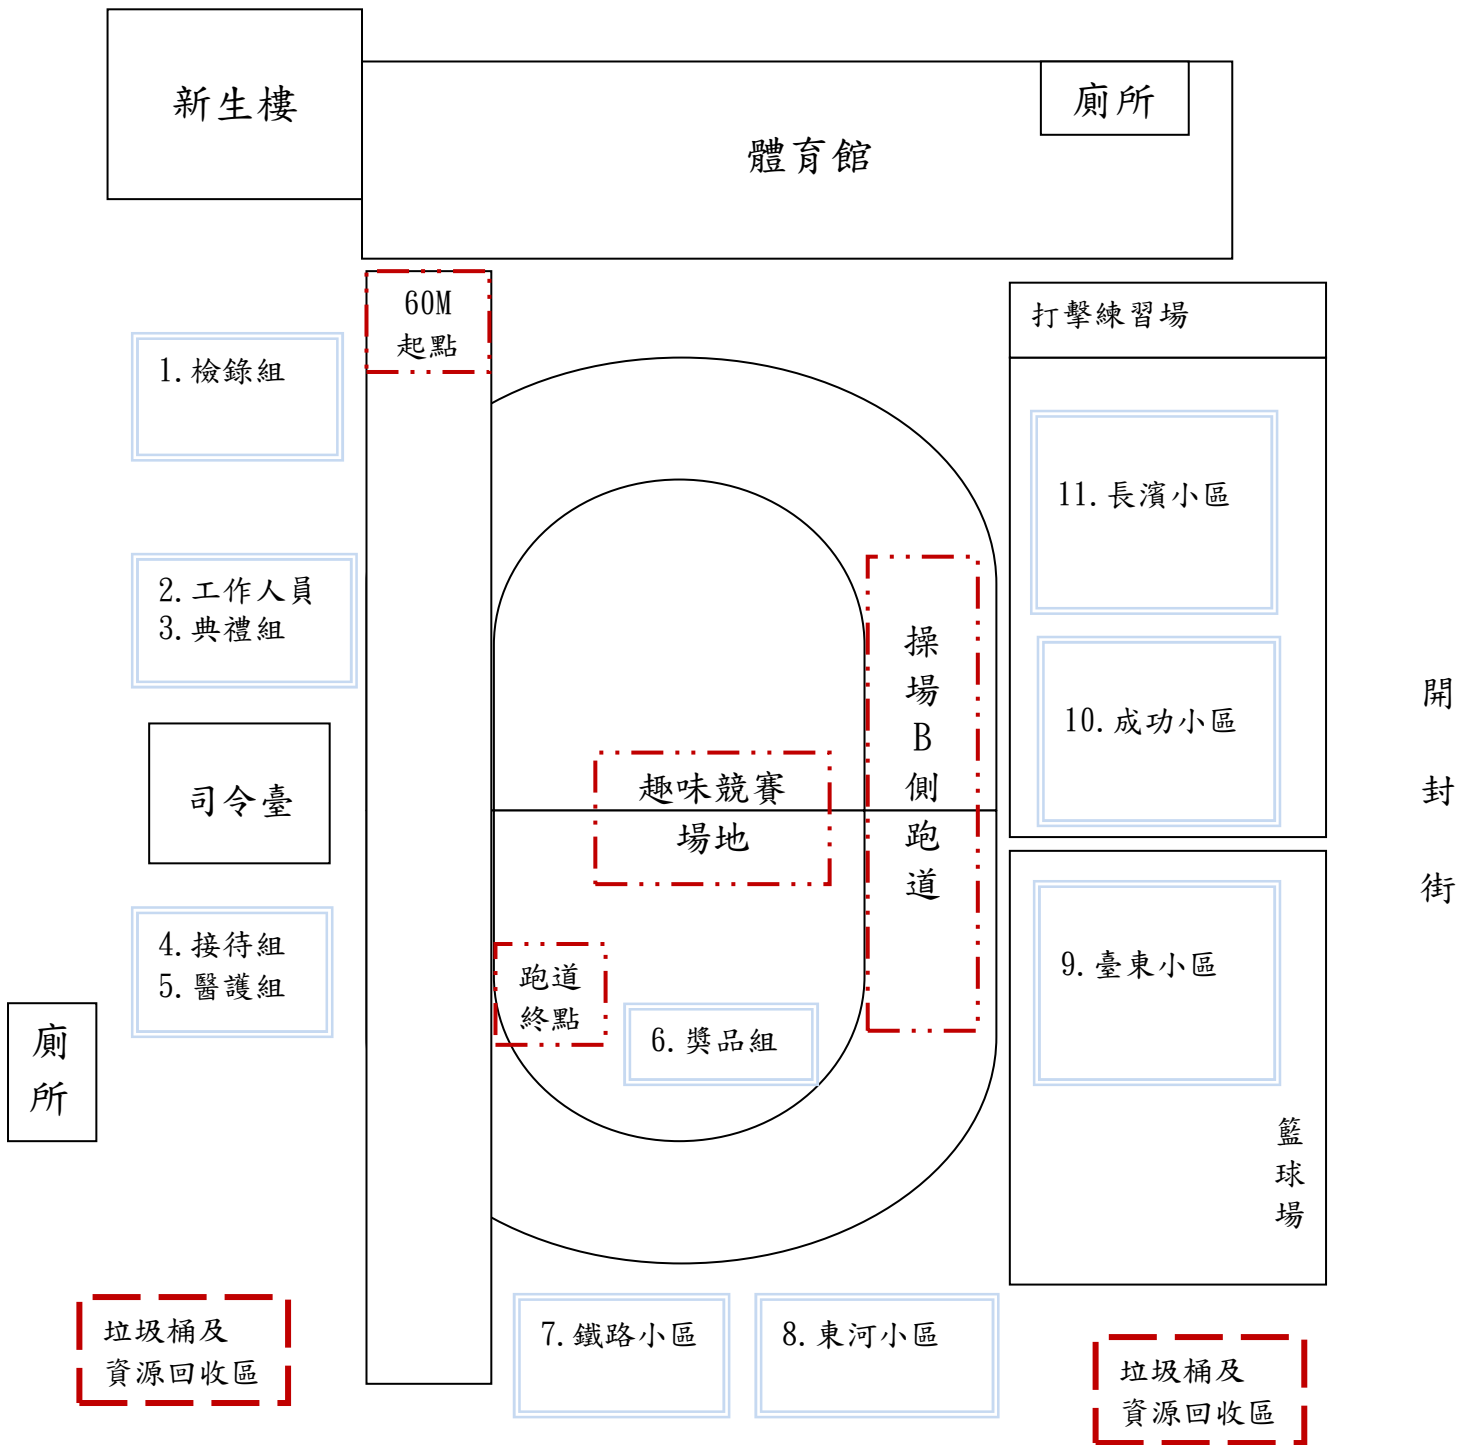 新生樓
廁所
體育館
60M
起點
打擊練習場
1.檢錄組
11.長濱小區
2.工作人員
3.典禮組
操場B側跑道
10.成功小區
開封街
司令臺
趣味競賽
場地
4.接待組
5.醫護組
跑道
終點
9.臺東小區
廁所
6.獎品組
籃球場
垃圾桶及
資源回收區
7.鐵路小區
8.東河小區
垃圾桶及
資源回收區